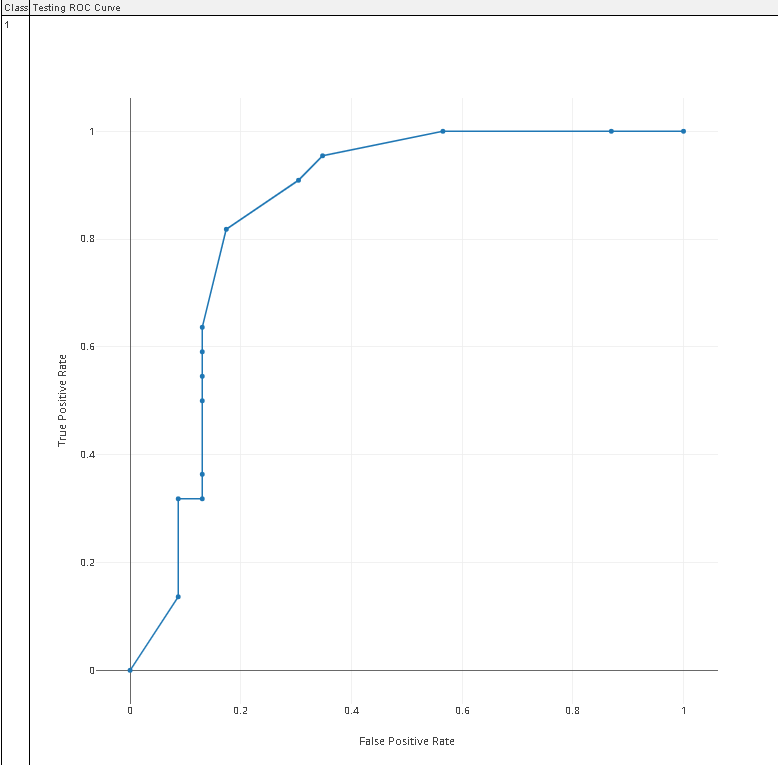 Class Testing ROC Curve
1
1
0.8
0.6
0.4
0.2
0
True Positive Rate
0 0.2 0.4 0.6 0.8 1
False Positive Rate